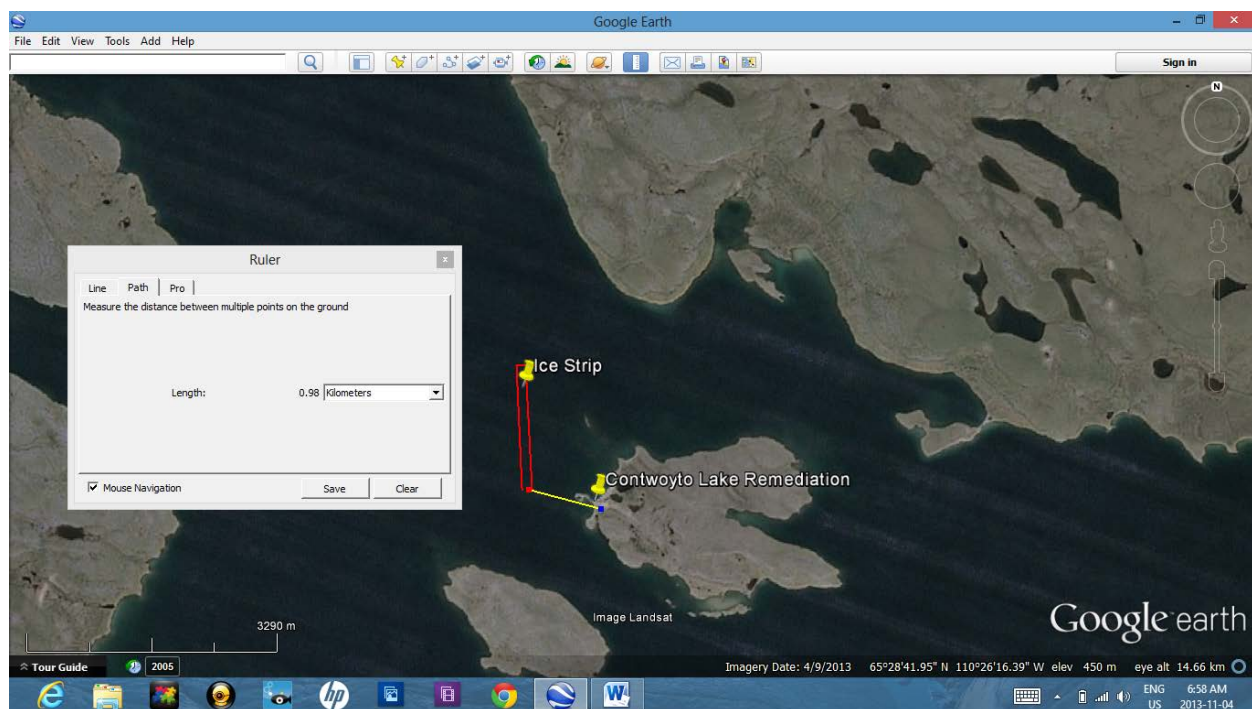 Google Earth
File Edit View Tools Add Help
Sign in
N
Ruler
Line Path Pro
Measure the distance between multiple points on the ground
Length: 0.98 Kilometers
Mouse Navigation Save Clear
Ice Strip
Contwoyto Lake Remediation
Image Landsat
3290 m
Google earth
Tour Guide 2005 Imagery Date: 4/9/2013 65°28'41.95" N 110°26'16.39" W elev 450 m eye alt 14.66 km
ENG 6:58 AM
US 2013-11-04